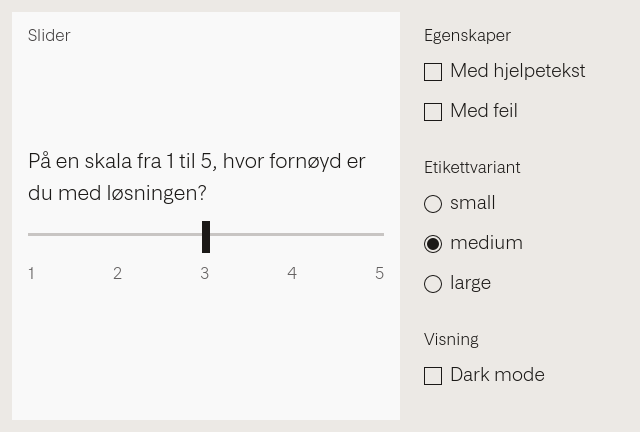 Slider
På en skala fra 1 til 5, hvor fornøyd er
du med løsningen?
1 2 3 4 5
Egenskaper
Med hjelpetekst
Med feil
Etikettvariant
small
medium
large
Visning
Dark mode